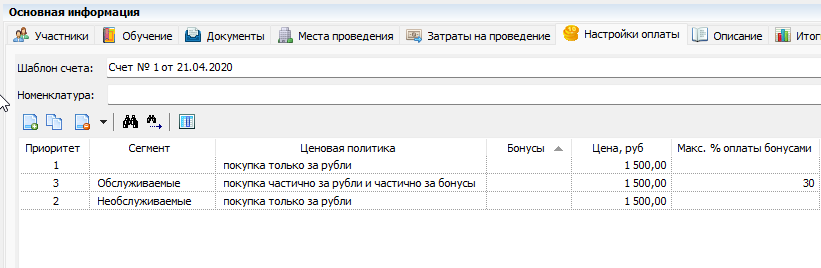 Основная информация
Участники Обучение Документы Места проведения Затраты на проведение Настройки оплаты Описание
Шаблон счета: Счет № 1 от 21.04.2020
Номенклатура:
Приоритет Сегмент Ценовая политика Бонусы Цена, руб Макс. % оплаты бонусами
1 покупка только за рубли 1 500,00
3 Обслуживаемые покупка частично за рубли и частично за бонусы 1 500,00 30
2 Необслуживаемые покупка только за рубли 1 500,00